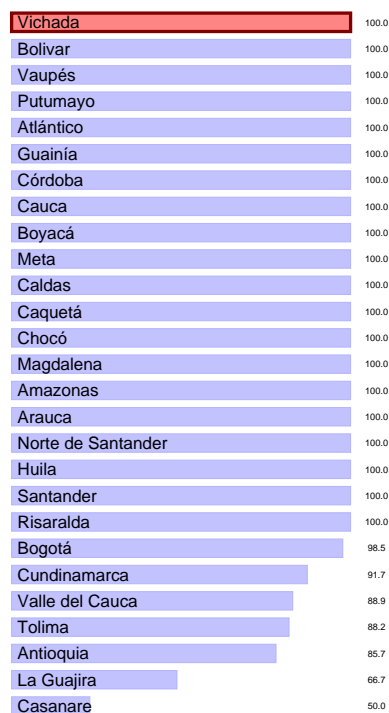 Vichada 100.0
Bolivar 100.0
Vaupés 100.0
Putumayo 100.0
Atlántico 100.0
Guainía 100.0
Córdoba 100.0
Cauca 100.0
Boyacá 100.0
Meta 100.0
Caldas 100.0
Caquetá 100.0
Chocó 100.0
Magdalena 100.0
Amazonas 100.0
Arauca 100.0
Norte de Santander 100.0
Huila 100.0
Santander 100.0
Risaralda 100.0
Bogotá 98.5
Cundinamarca 91.7
Valle del Cauca 88.9
Tolima 88.2
Antioquia 85.7
La Guajira 66.7
Casanare 50.0